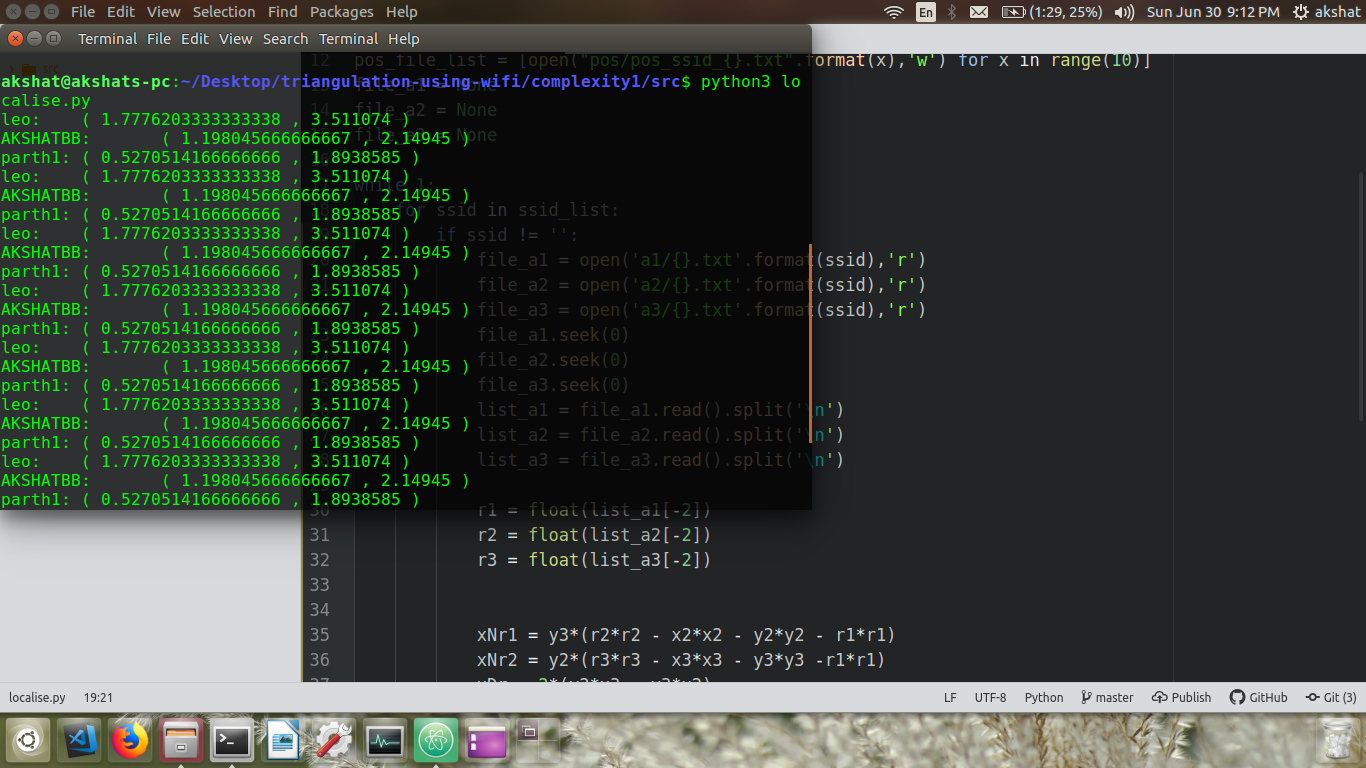 File Edit View Selection Find Packages Help
En (1:29, 25%) Sun Jun 30 9:12 PM akshat
Terminal File Edit View Search Terminal Help
akshat@akshats-pc:~/Desktop/triangulation-using-wifi/complexity1/src$ python3 lo
calise.py
leo: ( 1.7776203333333338 , 3.511074 )
AKSHATBB: ( 1.198045666666667 , 2.14945 )
parth1: ( 0.5270514166666666 , 1.8938585 )
leo: ( 1.7776203333333338 , 3.511074 )
AKSHATBB: ( 1.198045666666667 , 2.14945 )
parth1: ( 0.5270514166666666 , 1.8938585 )
leo: ( 1.7776203333333338 , 3.511074 )
AKSHATBB: ( 1.198045666666667 , 2.14945 )
parth1: ( 0.5270514166666666 , 1.8938585 )
leo: ( 1.7776203333333338 , 3.511074 )
AKSHATBB: ( 1.198045666666667 , 2.14945 )
parth1: ( 0.5270514166666666 , 1.8938585 )
leo: ( 1.7776203333333338 , 3.511074 )
AKSHATBB: ( 1.198045666666667 , 2.14945 )
parth1: ( 0.5270514166666666 , 1.8938585 )
leo: ( 1.7776203333333338 , 3.511074 )
AKSHATBB: ( 1.198045666666667 , 2.14945 )
parth1: ( 0.5270514166666666 , 1.8938585 )
leo: ( 1.7776203333333338 , 3.511074 )
AKSHATBB: ( 1.198045666666667 , 2.14945 )
parth1: ( 0.5270514166666666 , 1.8938585 )
12 pos_file_list = [open("pos/pos_ssid_{}.txt".format(x),'w') for x in range(10)]
file_a1 = None
file_a2 = None
None
while
for ssid in ssid_list:
if ssid != '':
file_a1 = open('a1/{}.txt'.format(ssid),'r')
file_a2 = open('a2/{}.txt'.format(ssid),'r')
file_a3 = open('a3/{}.txt'.format(ssid),'r')
file_a1.seek(0)
file_a2.seek(0)
file_a3.seek(0)
list_a1 = file_a1.read().split('\n')
list_a2 = file_a2.read().split('\n')
list_a3 = file_a3.read().split('\n')
30 r1 = float(list_a1[-2])
31 r2 = float(list_a2[-2])
32 r3 = float(list_a3[-2])
33
34
35 xNr1 = y3*(r2*r2 - x2*x2 - y2*y2 - r1*r1)
36 xNr2 = y2*(r3*r3 - x3*x3 - y3*y3 -r1*r1)
37
localise.py 19:21 LF UTF-8 Python master Publish GitHub Git (3)